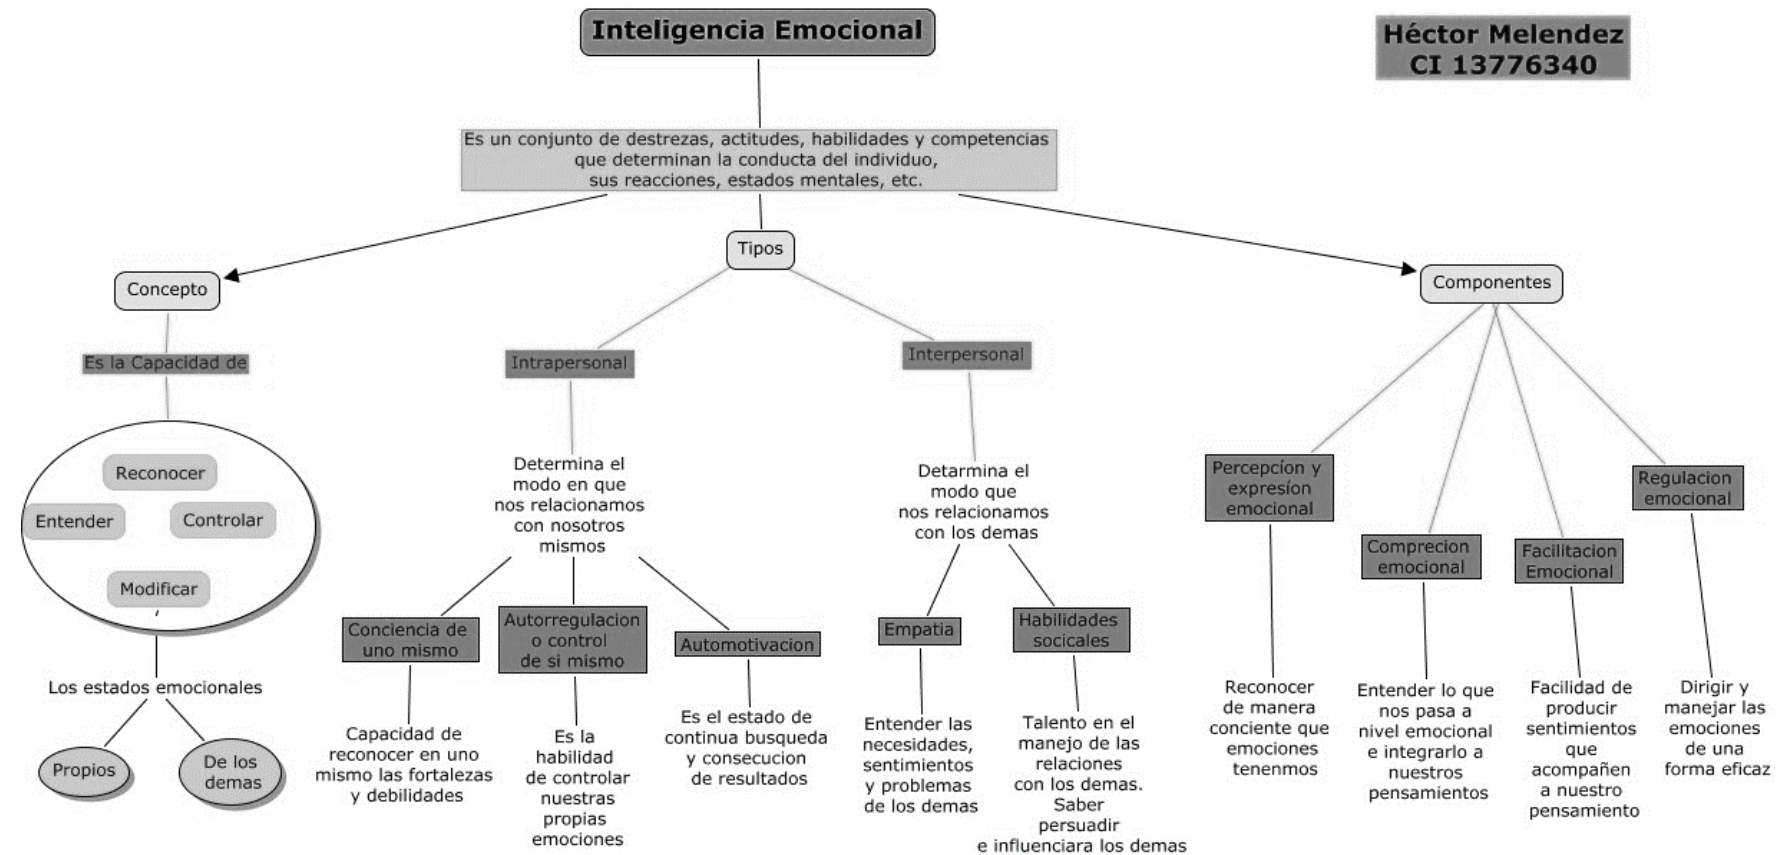 Inteligencia Emocional
Héctor Melendez
CI 13776340
Es un conjunto de destrezas, actitudes, habilidades y competencias
que determinan la conducta del individuo,
sus reacciones, estados mentales, etc.
Concepto
Es la Capacidad de
Reconocer
Entender
Controlar
Modificar
Los estados emocionales
Propios
De los
demas
Tipos
Intrapersonal
Determina el
modo en que
nos relacionamos
con nosotros
mismos
Conciencia de
uno mismo
Capacidad de
reconocer en uno
mismo las fortalezas
y debilidades
Autorregulacion
o control
de si mismo
Es la
habilidad
de controlar
nuestras
propias
emociones
Automotivacion
Es el estado de
continua busqueda
y consecucion
de resultados
Interpersonal
Detarmina el
modo que
nos relacionamos
con los demas
Empatia
Entender las
necesidades,
sentimientos
y problemas
de los demas
Habilidades
socicales
Talento en el
manejo de las
relaciones
con los demas.
Saber
persuadir
e influenciara los demas
Componentes
Percepcíon y
expresíon
emocional
Reconocer
de manera
conciente que
emociones
tenenmos
Comprecion
emocional
Entender lo que
nos pasa a
nivel emocional
e integrarlo a
nuestros
pensamientos
Facilitacion
Emocional
Facilidad de
producir
sentimientos
que
acompañen
a nuestro
pensamiento
Regulacion
emocional
Dirigir y
manejar las
emociones
de una
forma eficaz